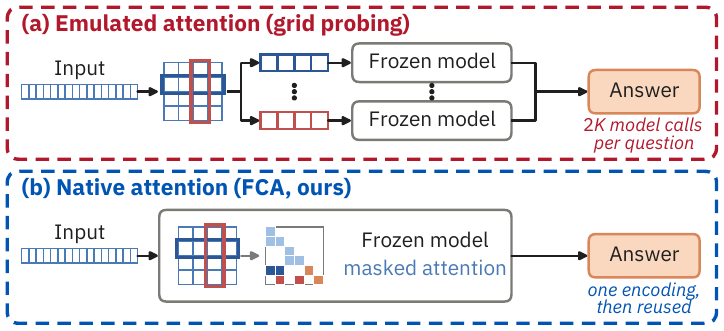 (a) Emulated attention (grid probing)
Input
Frozen model
Frozen model
Answer
2K model calls
per question
(b) Native attention (FCA, ours)
Input
Frozen model
masked attention
Answer
one encoding,
then reused